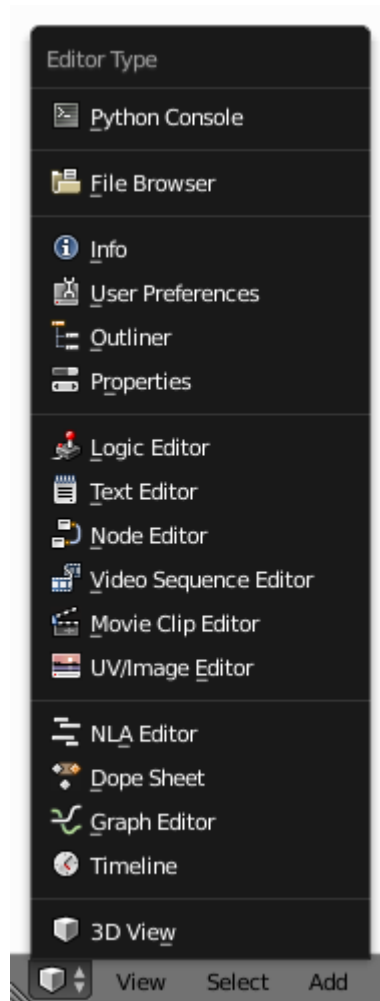 Editor Type
Python Console
File Browser
Info
User Preferences
Outliner
Properties
Logic Editor
Text Editor
Node Editor
Video Sequence Editor
Movie Clip Editor
UV/Image Editor
NLA Editor
Dope Sheet
Graph Editor
Timeline
3D View
View Select Add